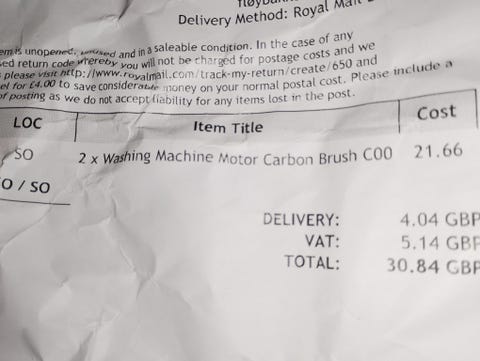 Delivery Method: Royal Mail
is unopened, unused and in a saleable condition. In the case of any
return code whereby you will not be charged for postage costs and we
please visit http://www.royalmail.com/track-my-return/create/650 and
for £4.00 to save considerable money on your normal postal cost. Please include a
of posting as we do not accept liability for any items lost in the post.
LOC Item Title Cost
SO 2 x Washing Machine Motor Carbon Brush C00 21.66
O / SO
DELIVERY: 4.04 GBP
VAT: 5.14 GBP
TOTAL: 30.84 GBP